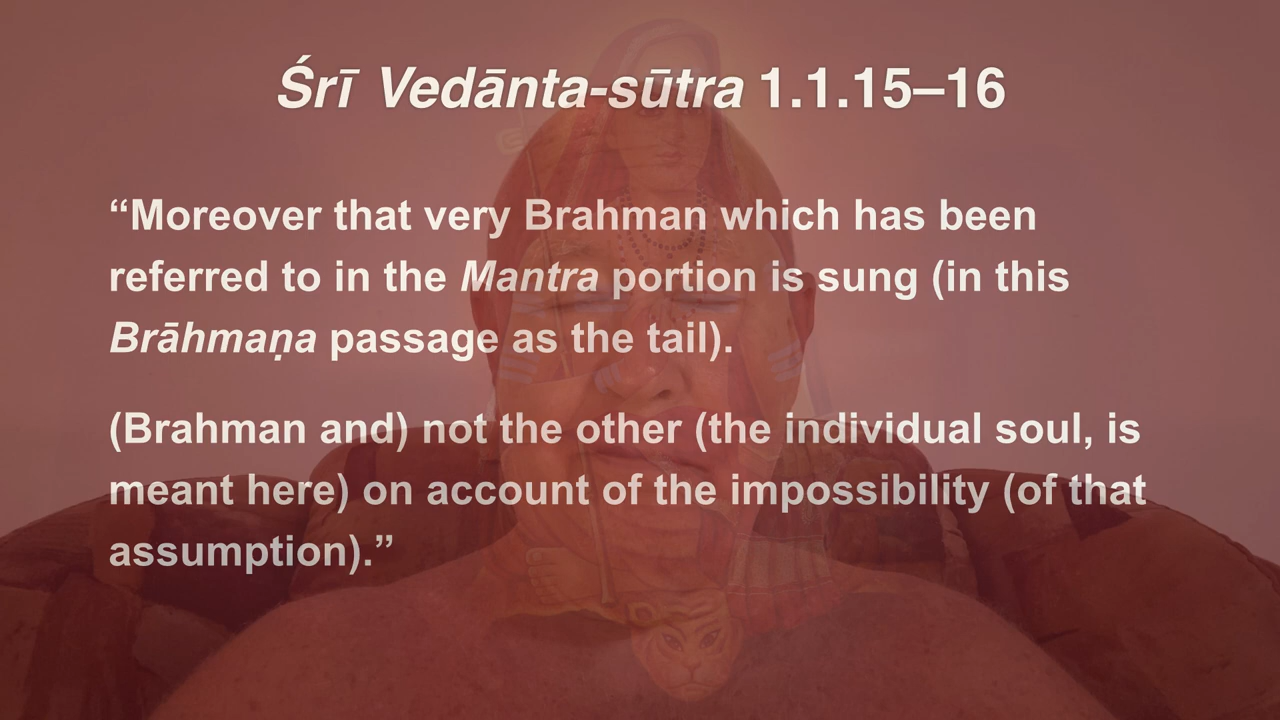 Śrī Vedānta-sūtra 1.1.15–16
“Moreover that very Brahman which has been
referred to in the Mantra portion is sung (in this
Brāhmaṇa passage as the tail).
(Brahman and) not the other (the individual soul, is
meant here) on account of the impossibility (of that
assumption).”